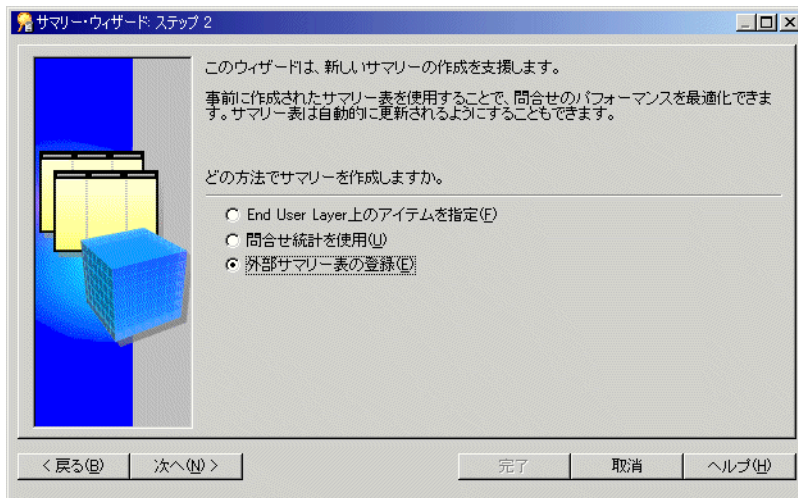 サマリー・ウィザード: ステップ 2
このウィザードは、新しいサマリーの作成を支援します。
事前に作成されたサマリー表を使用することで、問合せのパフォーマンスを最適化できま
す。サマリー表は自動的に更新されるようにすることもできます。
どの方法でサマリーを作成しますか。
End User Layer上のアイテムを指定(F)
問合せ統計を使用(U)
外部サマリー表の登録(E)
< 戻る(B) 次へ(N) > 完了 取消 ヘルプ(H)